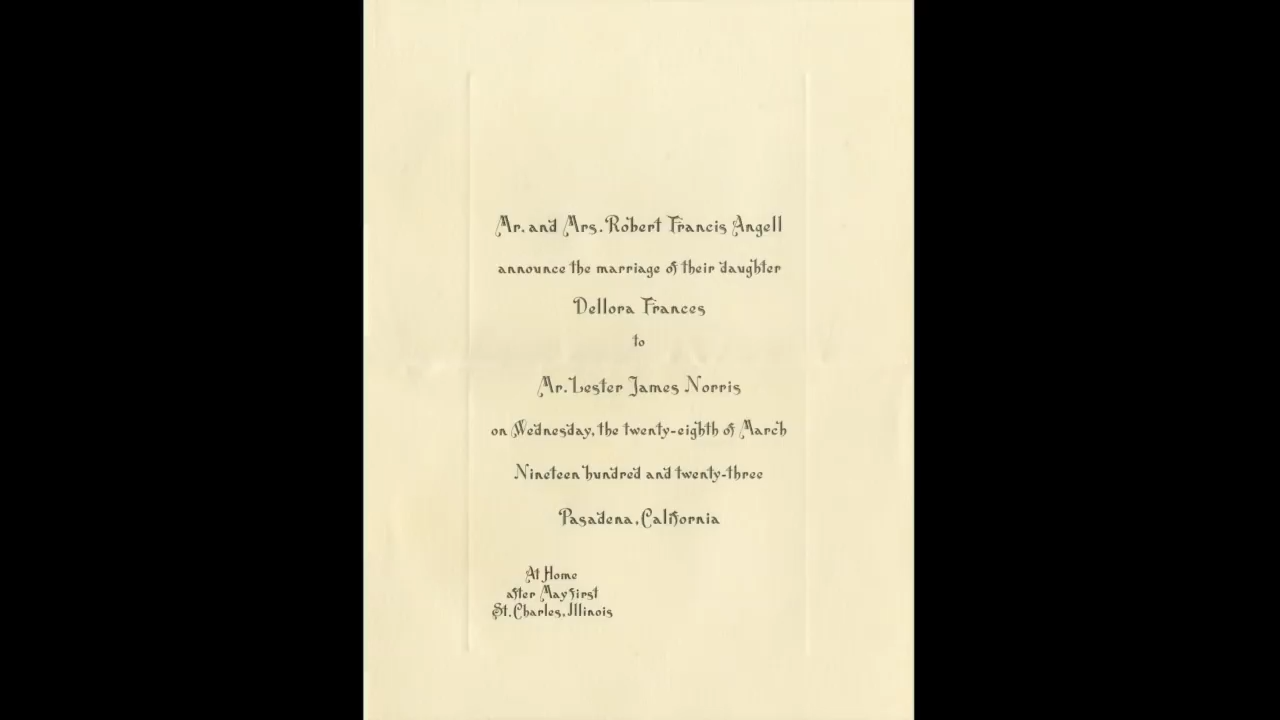 Mr. and Mrs. Robert Francis Angell
announce the marriage of their daughter
Dellora Frances
to
Mr. Lester James Norris
on Wednesday, the twenty-eighth of March
Nineteen hundred and twenty-three
Pasadena, California
At Home
after May first
St. Charles, Illinois